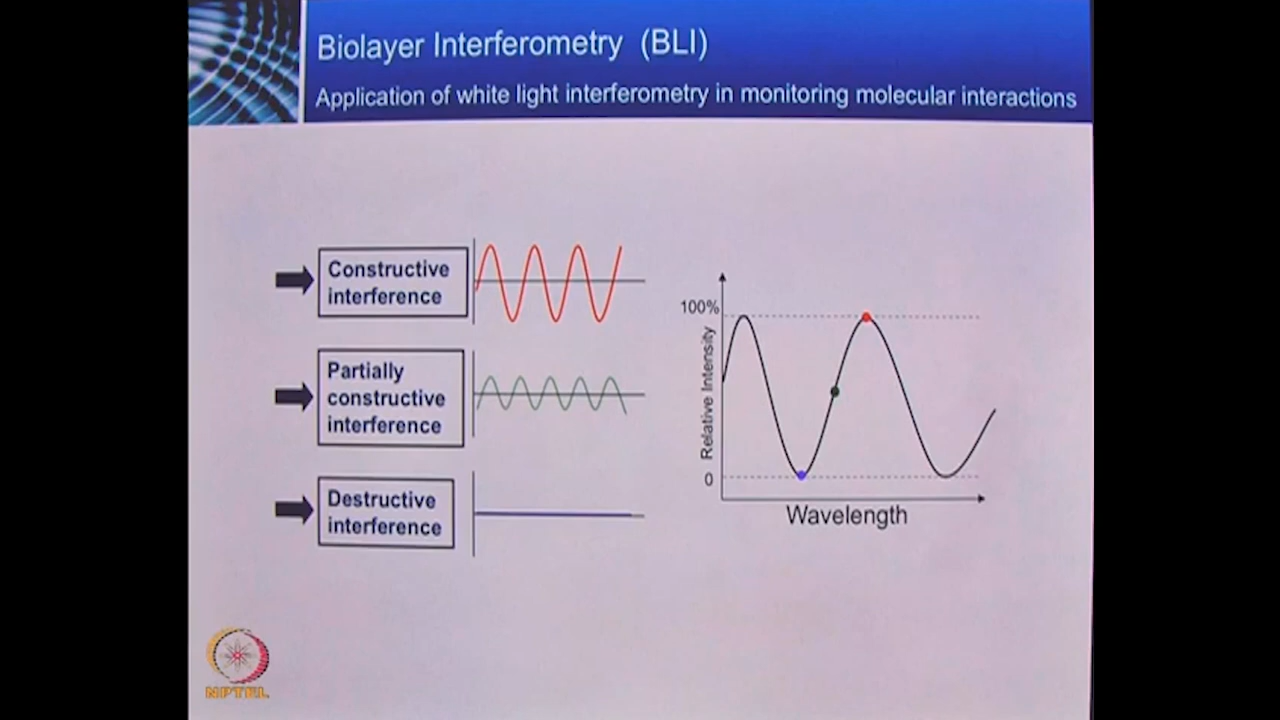 Biolayer Interferometry (BLI)
Application of white light interferometry in monitoring molecular interactions
Constructive
interference
Partially
constructive
interference
Destructive
interference
100%
Relative Intensity
0
Wavelength
NPTEL